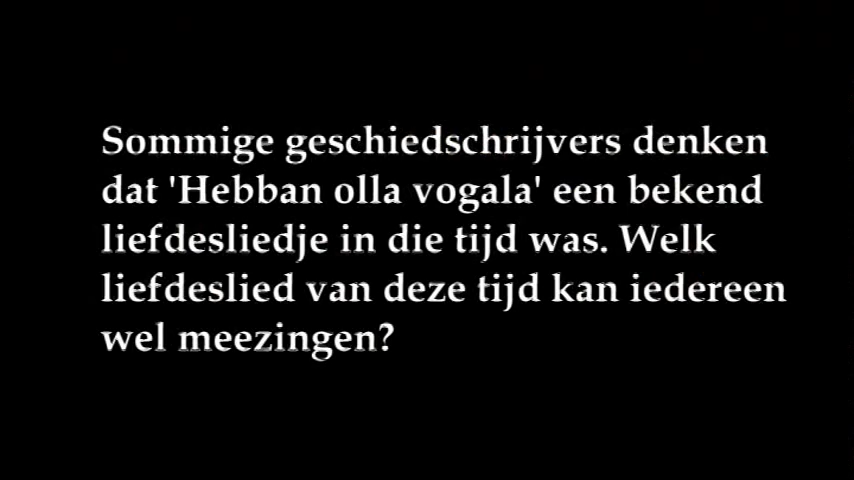 Sommige geschiedschrijvers denken
dat 'Hebban olla vogala' een bekend
liefdesliedje in die tijd was. Welk
liefdeslied van deze tijd kan iedereen
wel meezingen?